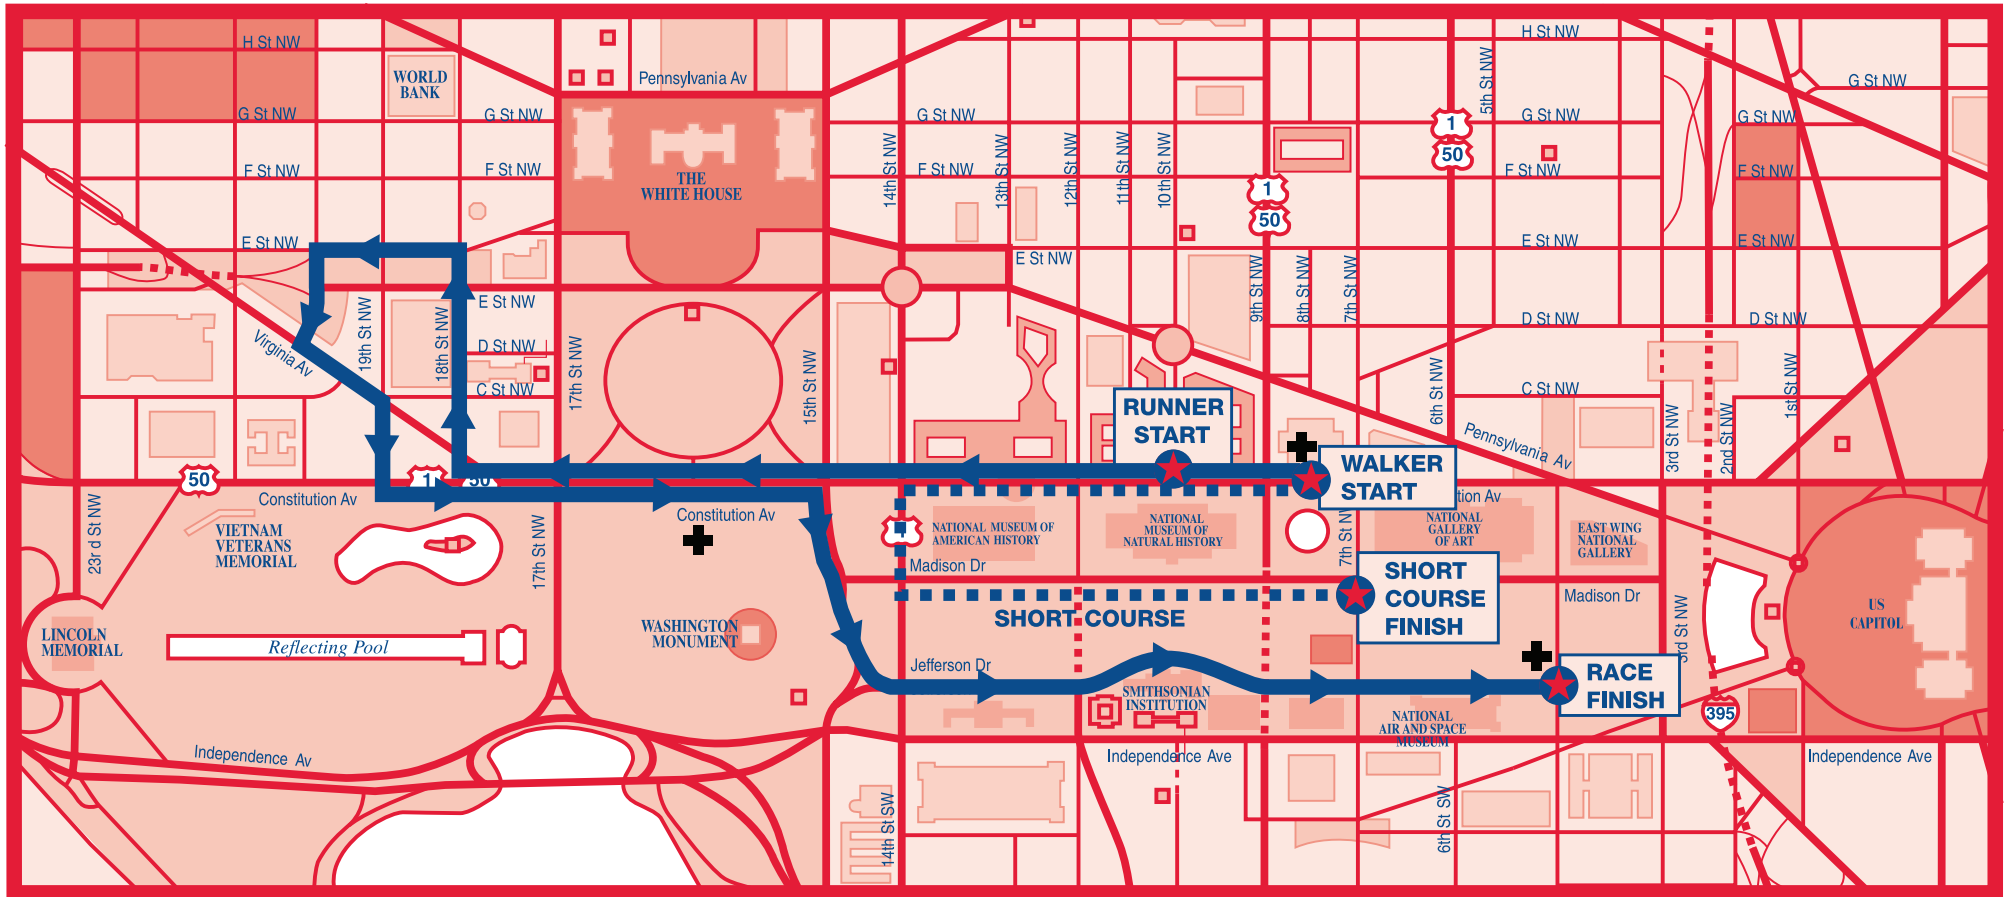 H St NW
H St NW
WORLD
BANK
Pennsylvania Av
5th St NW
G St NW
G St NW
G St NW
G St NW
G St NW
G St NW
1
50
F St NW
F St NW
THE
WHITE HOUSE
14th St NW
F St NW
13th St NW
12th St NW
11th St NW
10th St NW
1
50
F St NW
F St NW
E St NW
E St NW
E St NW
E St NW
E St NW
9th St NW
8th St NW
7th St NW
D St NW
D St NW
Virginia Av
19th St NW
18th St NW
D St NW
C St NW
17th St NW
15th St NW
6th St NW
C St NW
1st St NW
RUNNER
START
WALKER
START
Pennsylvania Av
3rd St NW
2nd St NW
50
1
50
Constitution Av
Constitution Av
tion Av
23rd St NW
VIETNAM
VETERANS
MEMORIAL
17th St NW
1
NATIONAL MUSEUM OF
AMERICAN HISTORY
NATIONAL
MUSEUM OF
NATURAL HISTORY
7th St NW
NATIONAL
GALLERY
OF ART
EAST WING
NATIONAL
GALLERY
Madison Dr
SHORT
COURSE
FINISH
Madison Dr
SHORT COURSE
LINCOLN
MEMORIAL
Reflecting Pool
WASHINGTON
MONUMENT
3rd St NW
US
CAPITOL
Jefferson Dr
SMITHSONIAN
INSTITUTION
RACE
FINISH
NATIONAL
AIR AND SPACE
MUSEUM
395
Independence Av
Independence Ave
Independence Ave
14th St SW
6th St SW